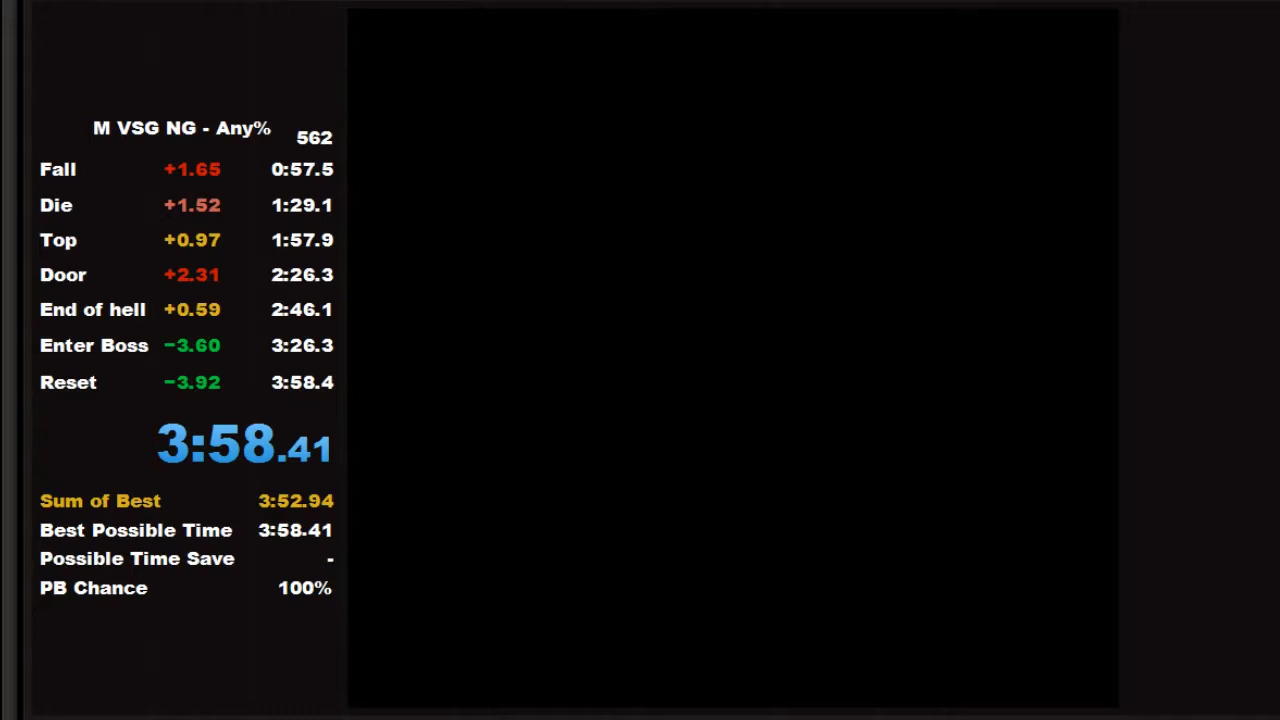 M VSG NG - Any%
562
Fall +1.65 0:57.5
Die +1.52 1:29.1
Top +0.97 1:57.9
Door +2.31 2:26.3
End of hell +0.59 2:46.1
Enter Boss −3.60 3:26.3
Reset −3.92 3:58.4
3:58.41
Sum of Best 3:52.94
Best Possible Time 3:58.41
Possible Time Save -
PB Chance 100%